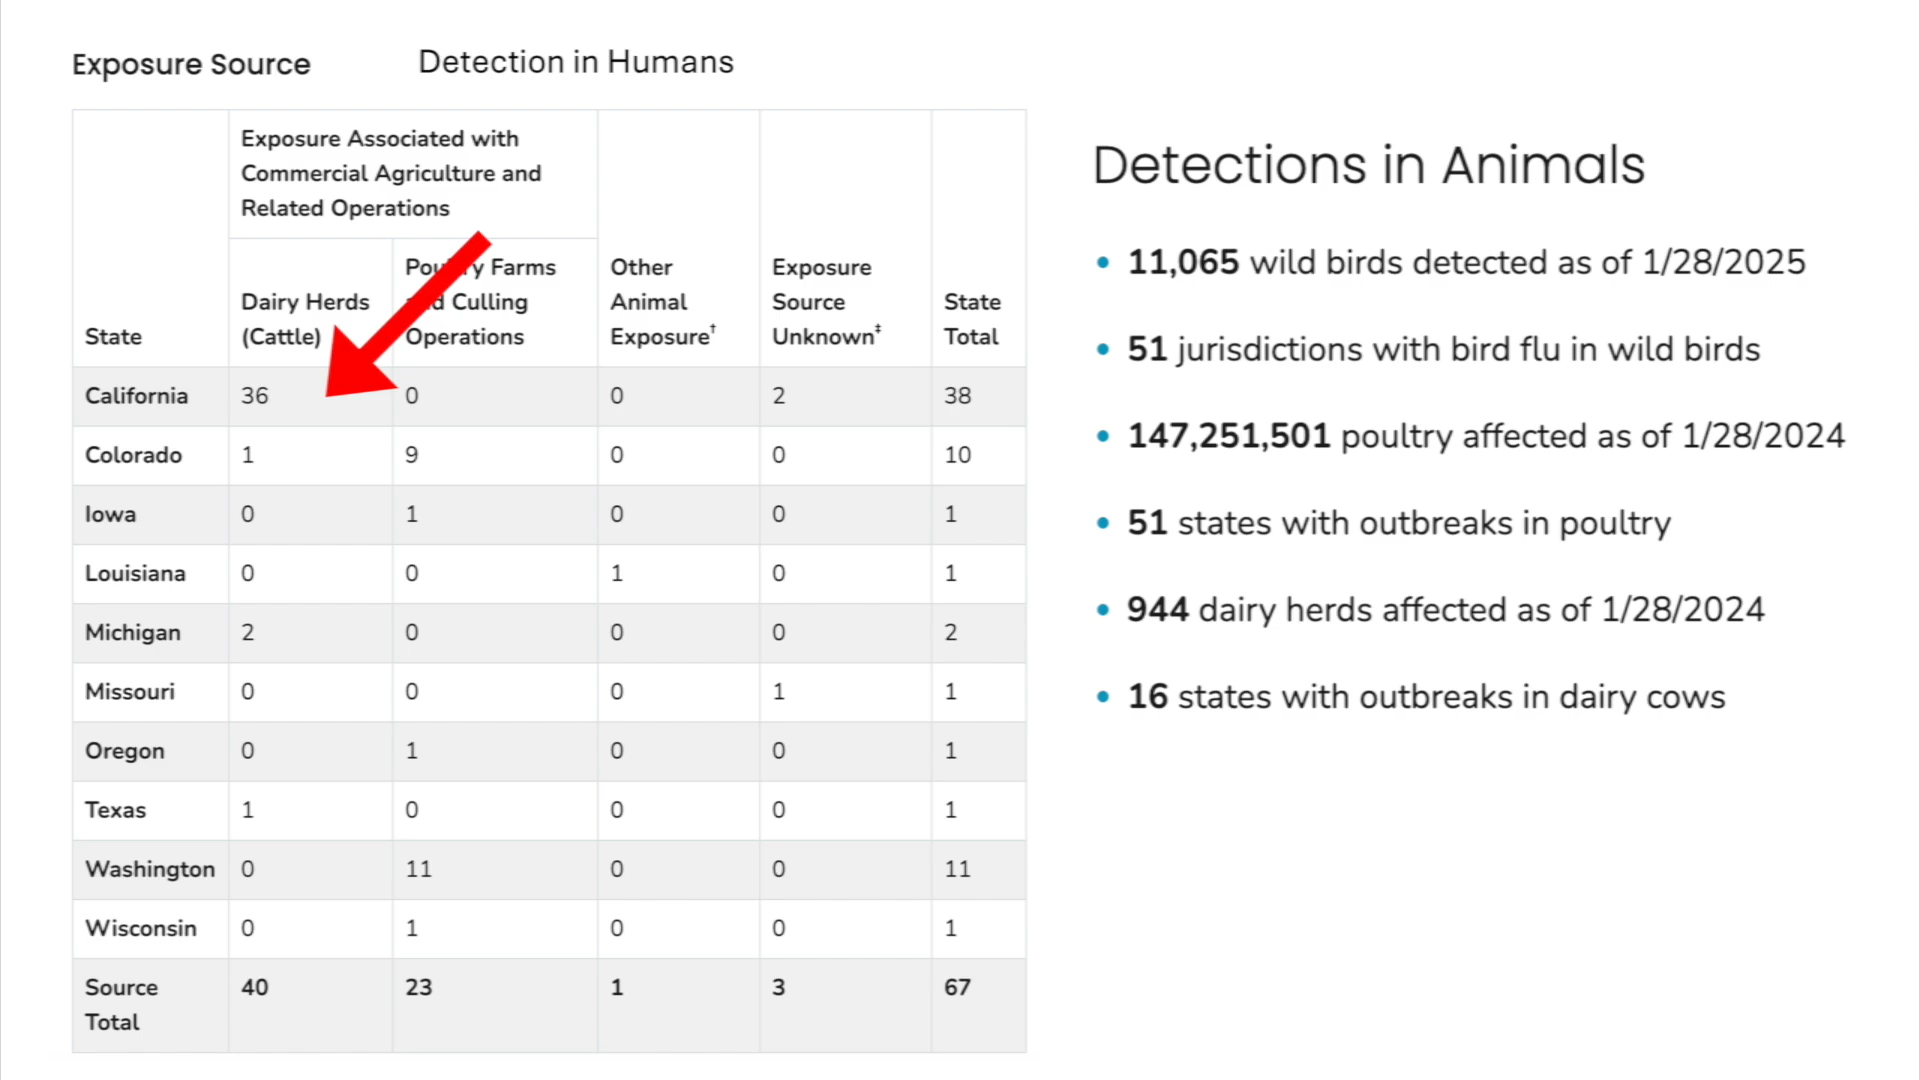 Exposure Source
Detection in Humans
Exposure Associated with
Commercial Agriculture and
Related Operations
State
Dairy Herds
(Cattle)
Poultry Farms
and Culling
Operations
Other
Animal
Exposure†
Exposure
Source
Unknown‡
State
Total
California 36 0 0 2 38
Colorado 1 9 0 0 10
Iowa 0 1 0 0 1
Louisiana 0 0 1 0 1
Michigan 2 0 0 0 2
Missouri 0 0 0 1 1
Oregon 0 1 0 0 1
Texas 1 0 0 0 1
Washington 0 11 0 0 11
Wisconsin 0 1 0 0 1
Source
Total 40 23 1 3 67
Detections in Animals
• 11,065 wild birds detected as of 1/28/2025
• 51 jurisdictions with bird flu in wild birds
• 147,251,501 poultry affected as of 1/28/2024
• 51 states with outbreaks in poultry
• 944 dairy herds affected as of 1/28/2024
• 16 states with outbreaks in dairy cows